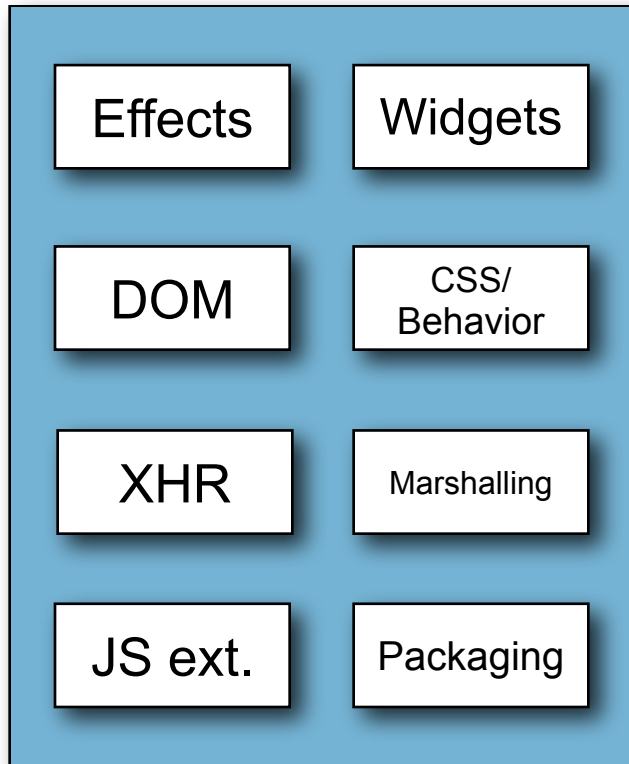 Effects
Widgets
DOM
CSS/
Behavior
XHR
Marshalling
JS ext.
Packaging